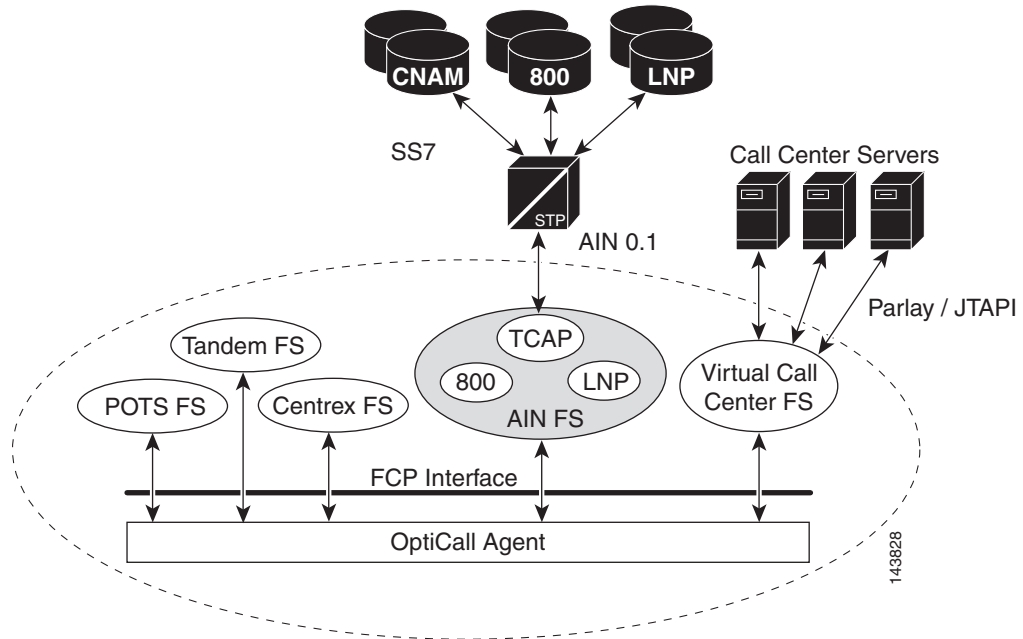 CNAM
800
LNP
SS7
STP
AIN 0.1
Call Center Servers
Parlay / JTAPI
TCAP
800
LNP
AIN FS
Tandem FS
POTS FS
Centrex FS
Virtual Call
Center FS
FCP Interface
OptiCall Agent
143828